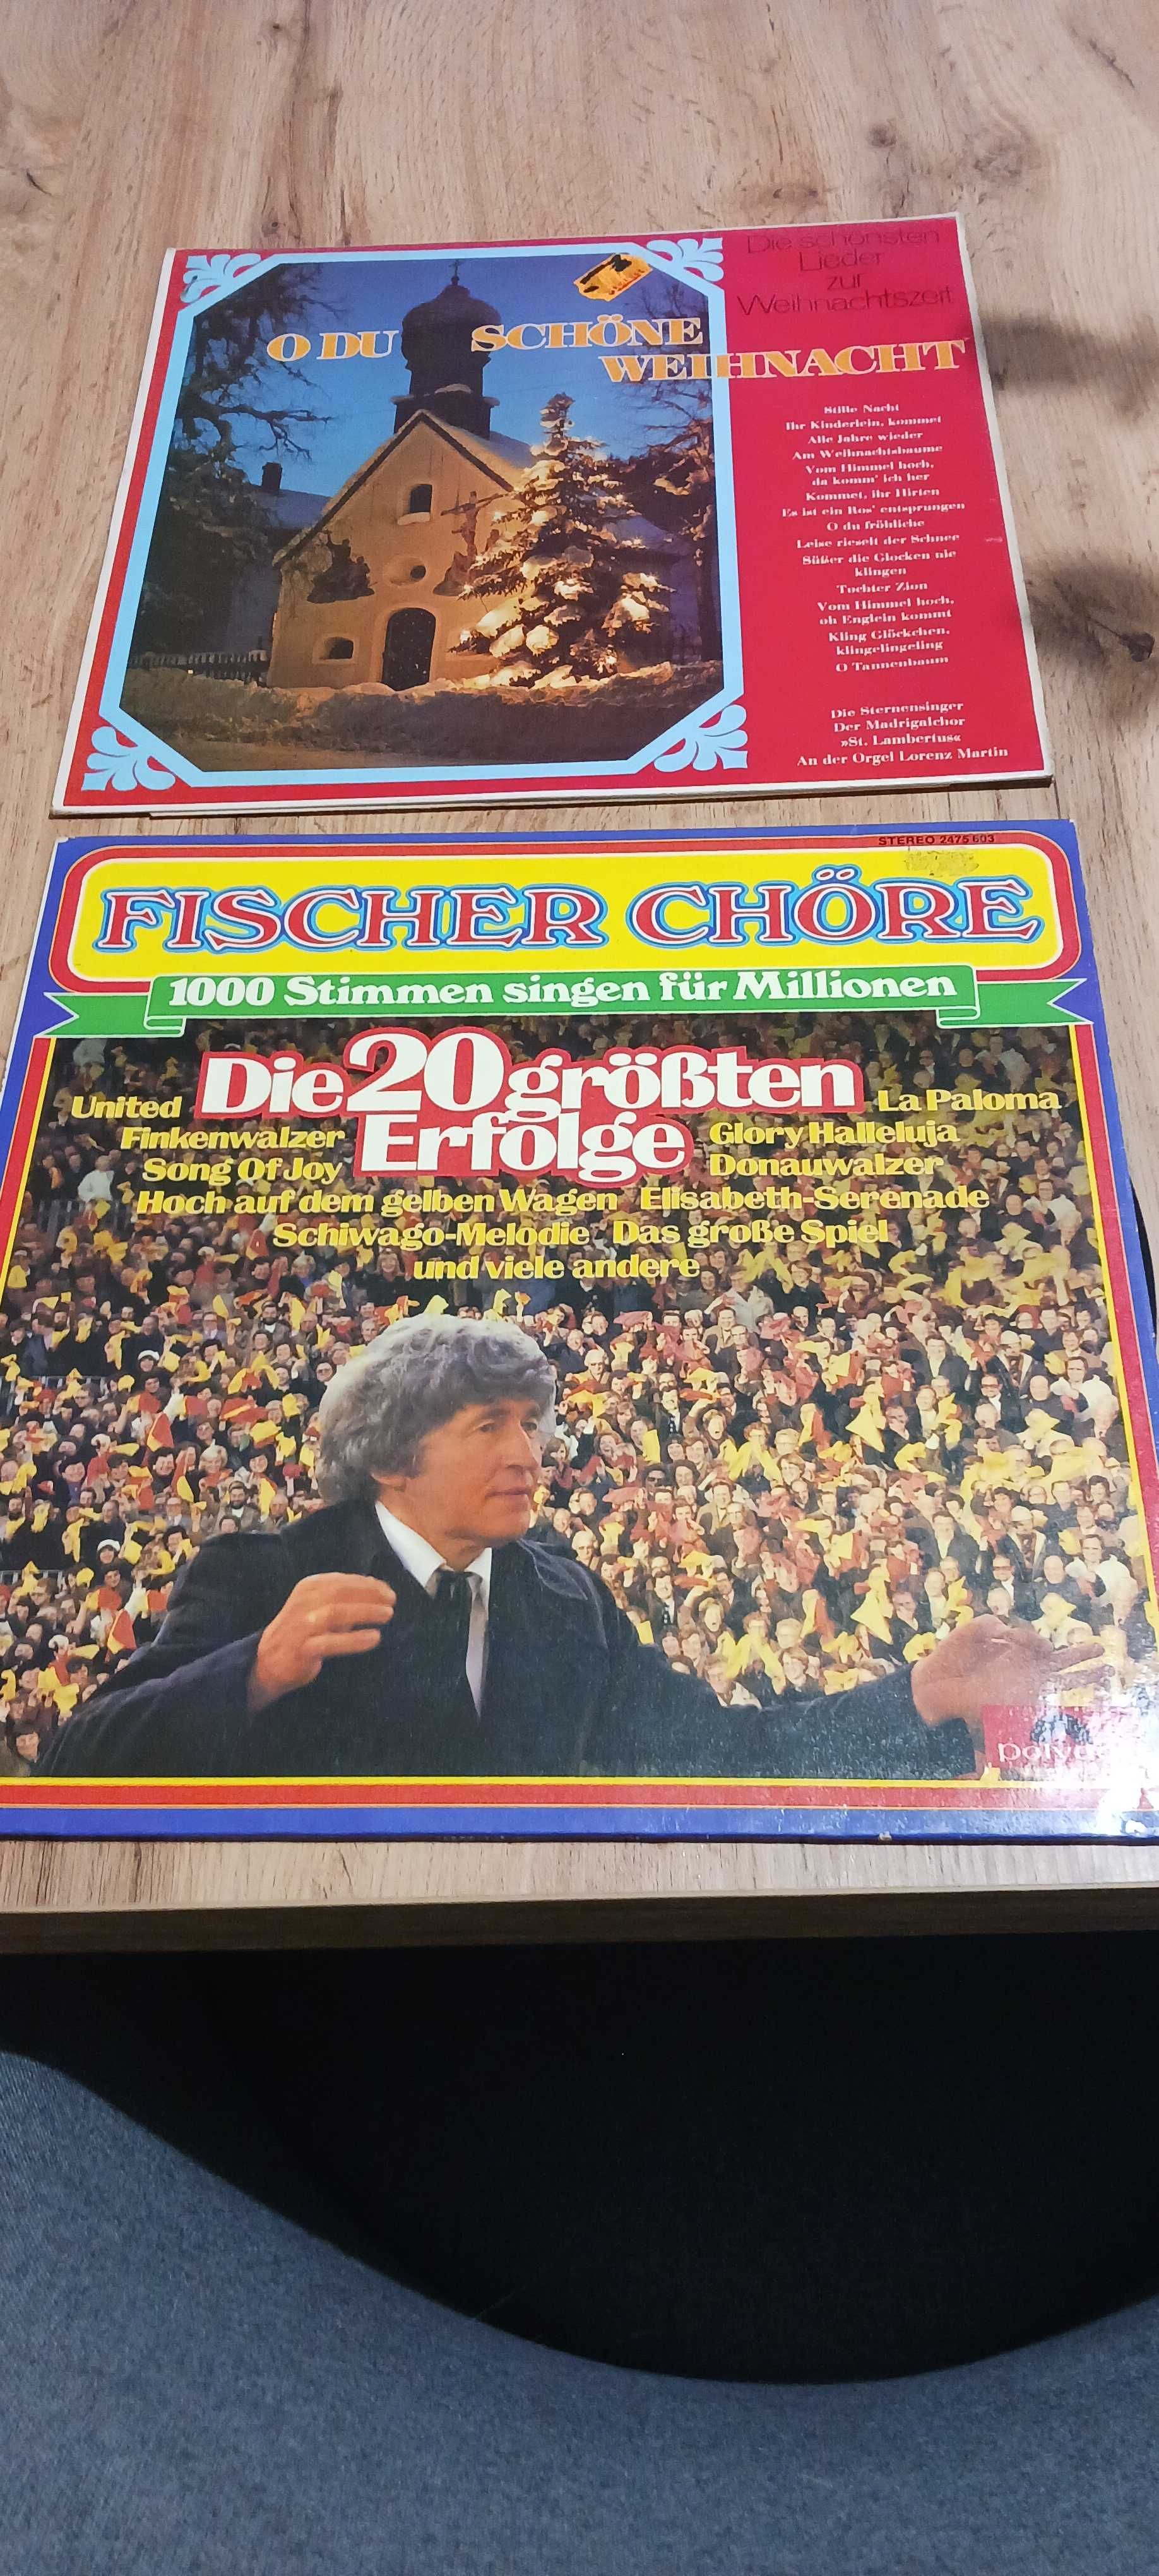 Die schönsten
Lieder
zur
Weihnachtszeit
O DU SCHÖNE
WEIHNACHT
Stille Nacht
Ihr Kinderlein, kommet
Alle Jahre wieder
Am Weihnachtsbaume
Vom Himmel hoch,
da komm' ich her
Kommet, ihr Hirten
Es ist ein Ros' entsprungen
O du fröhliche
Leise rieselt der Schnee
Süßer die Glocken nie
klingen
Tochter Zion
Vom Himmel hoch,
oh Englein kommt
Kling Glöckchen,
klingelingeling
O Tannenbaum
Die Sternensinger
Der Madrigalchor
»St. Lambertus«
An der Orgel Lorenz Martin
STEREO 2475 603
FISCHER CHÖRE
1000 Stimmen singen für Millionen
Die 20 größten
Erfolge
United
Finkenwalzer
Song Of Joy
La Paloma
Glory Halleluja
Donauwalzer
Hoch auf dem gelben Wagen Elisabeth-Serenade
Schiwago-Melodie Das große Spiel
und viele andere